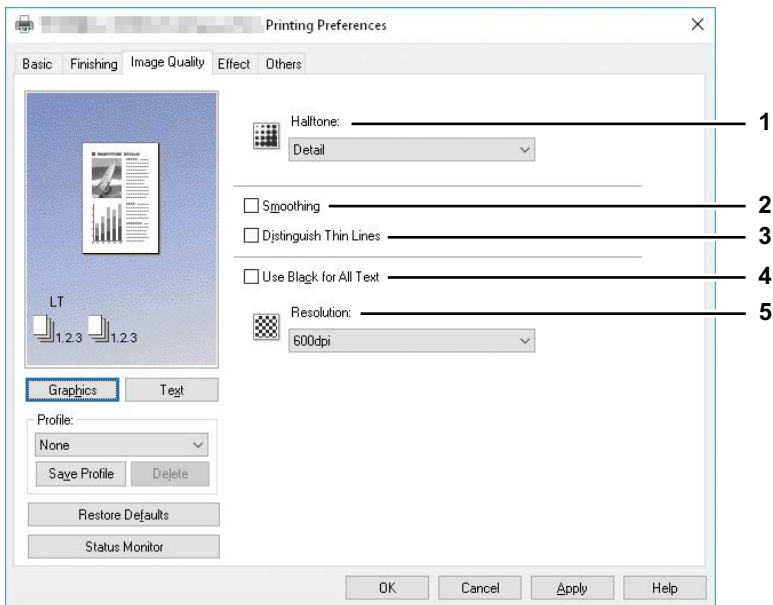 Printing Preferences
Basic Finishing Image Quality Effect Others
Halftone: 1
Detail
Smoothing 2
Distinguish Thin Lines 3
Use Black for All Text 4
LT
1.2.3 1.2.3
Resolution: 5
600dpi
Graphics Text
Profile:
None
Save Profile Delete
Restore Defaults
Status Monitor
OK Cancel Apply Help